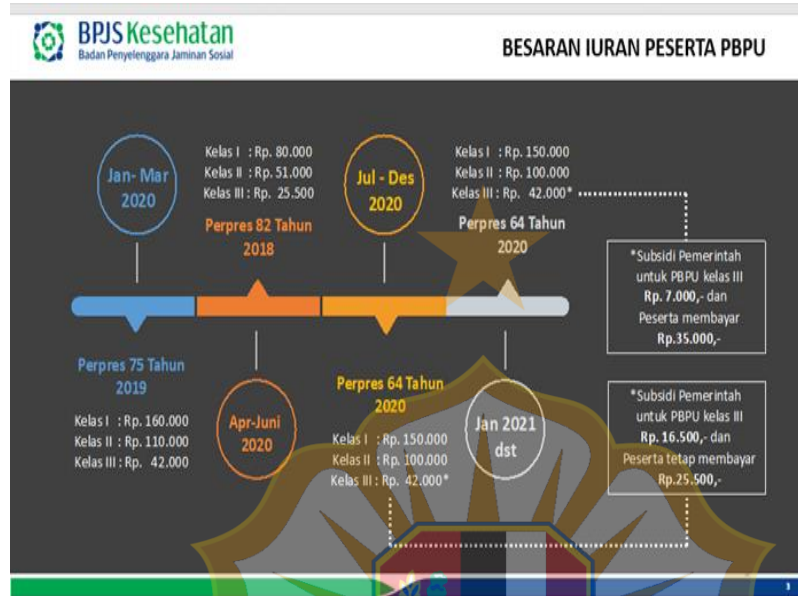 BPJS Kesehatan
Badan Penyelenggara Jaminan Sosial
BESARAN IURAN PESERTA PBPU
Jan- Mar
2020
Kelas I : Rp. 80.000
Kelas II : Rp. 51.000
Kelas III : Rp. 25.500
Perpres 82 Tahun
2018
Jul - Des
2020
Kelas I : Rp. 150.000
Kelas II : Rp. 100.000
Kelas III : Rp. 42.000*
Perpres 64 Tahun
2020
*Subsidi Pemerintah
untuk PBPU kelas III
Rp. 7.000,- dan
Peserta membayar
Rp.35.000,-
Perpres 75 Tahun
2019
Kelas I : Rp. 160.000
Kelas II : Rp. 110.000
Kelas III : Rp. 42.000
Apr-Juni
2020
Perpres 64 Tahun
2020
Kelas I : Rp. 150.000
Kelas II : Rp. 100.000
Kelas III : Rp. 42.000*
Jan 2021
dst
*Subsidi Pemerintah
untuk PBPU kelas III
Rp. 16.500,- dan
Peserta tetap membayar
Rp.25.500,-
3